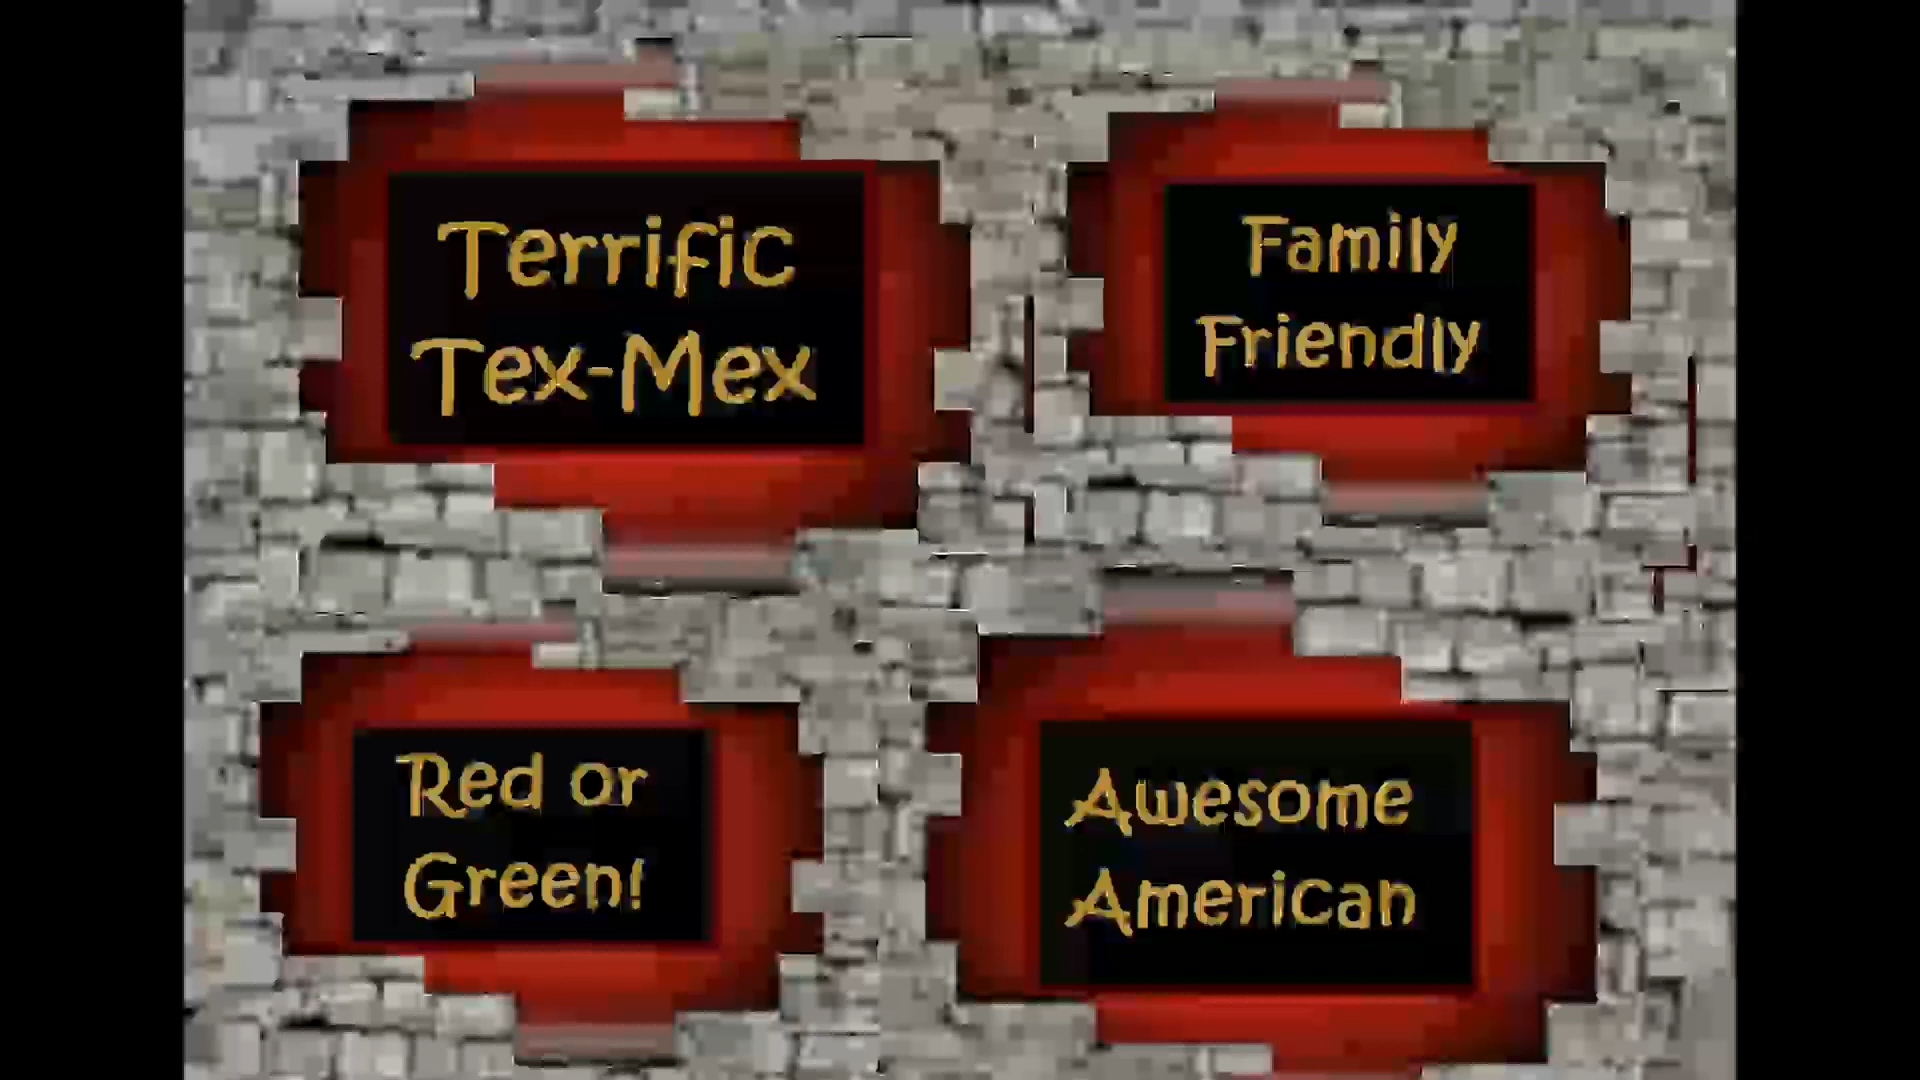 Terrific
Tex-Mex
Family
Friendly
Red or
Green!
Awesome
American